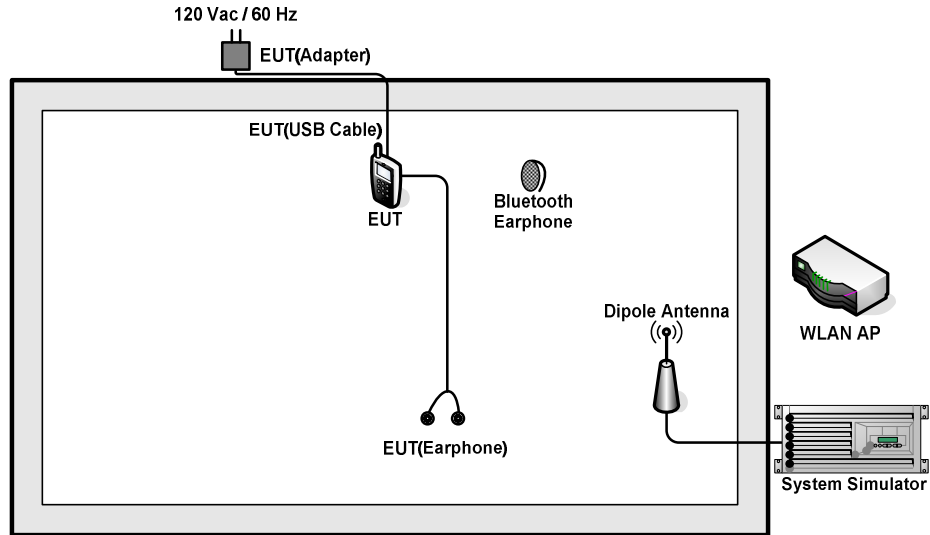 120 Vac / 60 Hz
EUT(Adapter)
EUT(USB Cable)
EUT
Bluetooth
Earphone
Dipole Antenna
WLAN AP
EUT(Earphone)
System Simulator